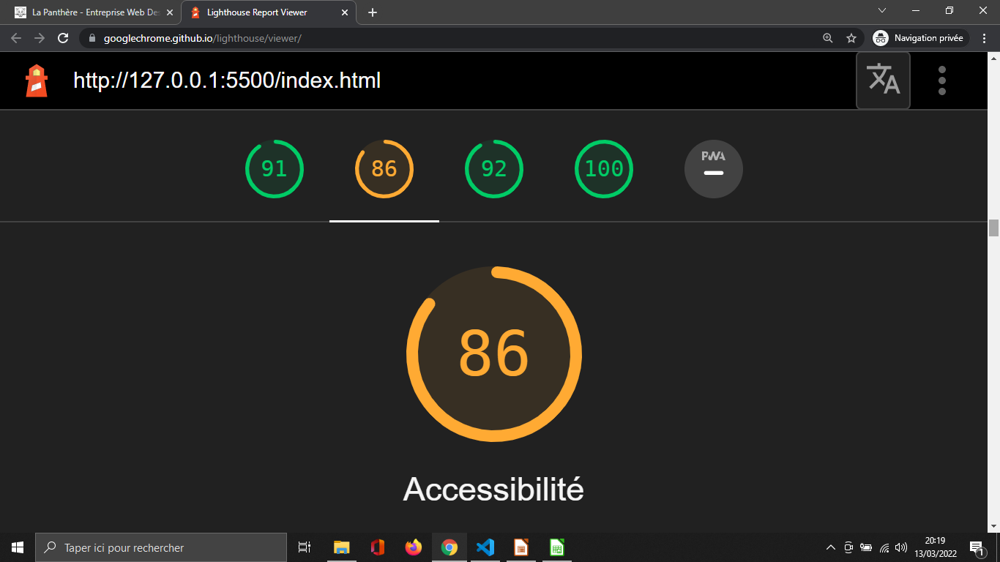 La Panthère - Entreprise Web De
Lighthouse Report Viewer
googlechrome.github.io/lighthouse/viewer/
Navigation privée
http://127.0.0.1:5500/index.html
91
86
92
100
PWA
86
Accessibilité
Taper ici pour rechercher
20:19
13/03/2022
1